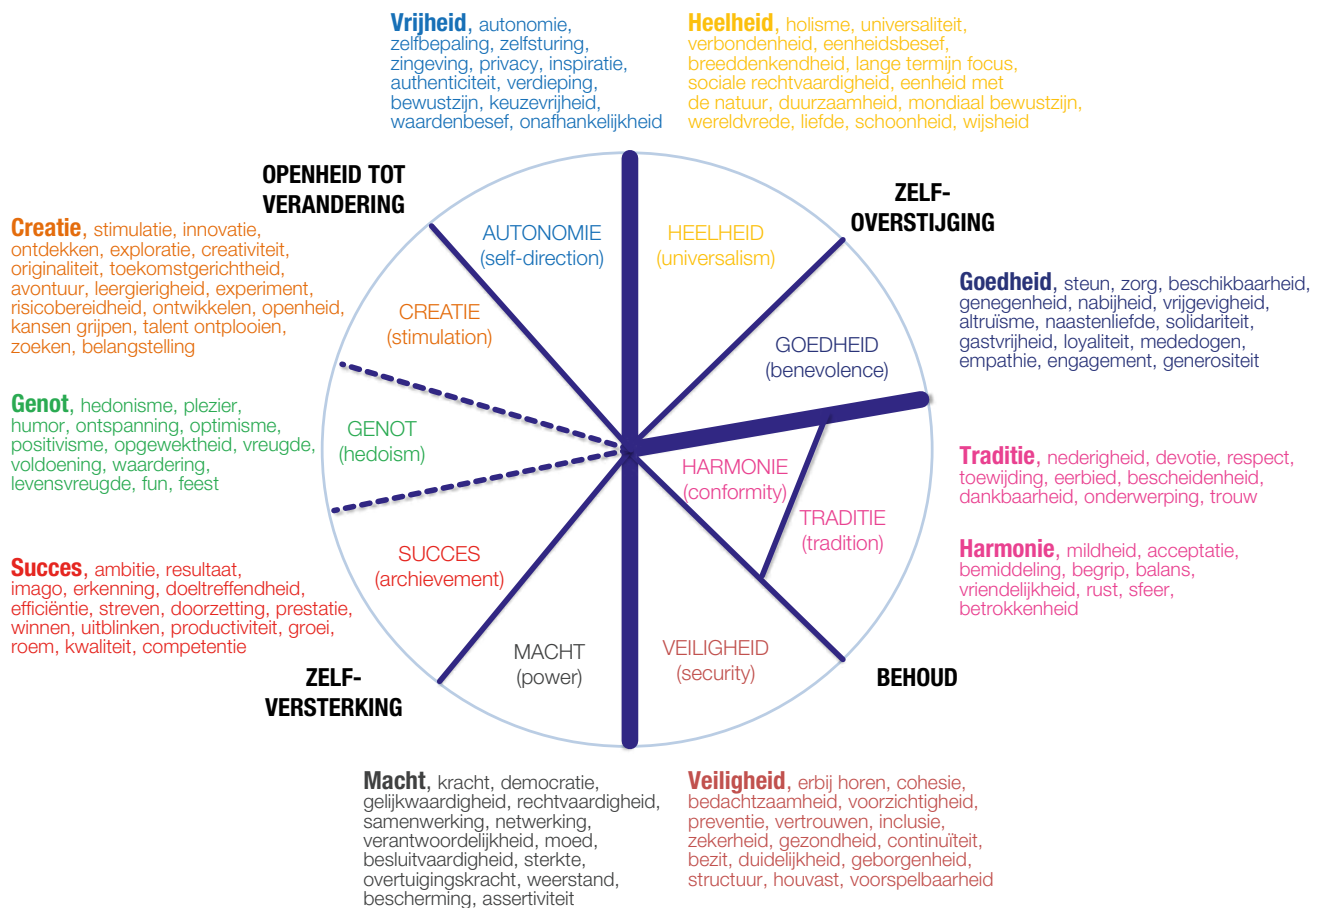 Vrijheid, autonomie,
zelfbepaling, zelfsturing,
zingeving, privacy, inspiratie,
authenticiteit, verdieping,
bewustzijn, keuzevrijheid,
waardenbesef, onafhankelijkheid
Heelheid, holisme, universaliteit,
verbondenheid, eenheidsbesef,
breeddenkendheid, lange termijn focus,
sociale rechtvaardigheid, eenheid met
de natuur, duurzaamheid, mondiaal bewustzijn,
wereldvrede, liefde, schoonheid, wijsheid
OPENHEID TOT
VERANDERING
ZELF-
OVERSTIJGING
Creatie, stimulatie, innovatie,
ontdekken, exploratie, creativiteit,
originaliteit, toekomstgerichtheid,
avontuur, leergierigheid, experiment,
risicobereidheid, ontwikkelen, openheid,
kansen grijpen, talent ontplooien,
zoeken, belangstelling
AUTONOMIE
(self-direction)
HEELHEID
(universalism)
CREATIE
(stimulation)
GOEDHEID
(benevolence)
Goedheid, steun, zorg, beschikbaarheid,
genegenheid, nabijheid, vrijgevigheid,
altruïsme, naastenliefde, solidariteit,
gastvrijheid, loyaliteit, mededogen,
empathie, engagement, generositeit
Genot, hedonisme, plezier,
humor, ontspanning, optimisme,
positivisme, opgewektheid, vreugde,
voldoening, waardering,
levensvreugde, fun, feest
GENOT
(hedoism)
HARMONIE
(conformity)
TRADITIE
(tradition)
Traditie, nederigheid, devotie, respect,
toewijding, eerbied, bescheidenheid,
dankbaarheid, onderwerping, trouw
Harmonie, mildheid, acceptatie,
bemiddeling, begrip, balans,
vriendelijkheid, rust, sfeer,
betrokkenheid
Succes, ambitie, resultaat,
imago, erkenning, doeltreffendheid,
efficiëntie, streven, doorzetting, prestatie,
winnen, uitblinken, productiviteit, groei,
roem, kwaliteit, competentie
SUCCES
(archievement)
MACHT
(power)
VEILIGHEID
(security)
ZELF-
VERSTERKING
BEHOUD
Macht, kracht, democratie,
gelijkwaardigheid, rechtvaardigheid,
samenwerking, netwerking,
verantwoordelijkheid, moed,
besluitvaardigheid, sterkte,
overtuigingskracht, weerstand,
bescherming, assertiviteit
Veiligheid, erbij horen, cohesie,
bedachtzaamheid, voorzichtigheid,
preventie, vertrouwen, inclusie,
zekerheid, gezondheid, continuïteit,
bezit, duidelijkheid, geborgenheid,
structuur, houvast, voorspelbaarheid